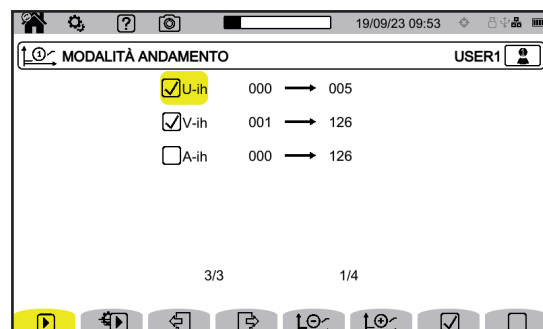 19/09/23 09:53
MODALITÀ ANDAMENTO USER1
U-ih 000 → 005
V-ih 001 → 126
A-ih 000 → 126
3/3 1/4